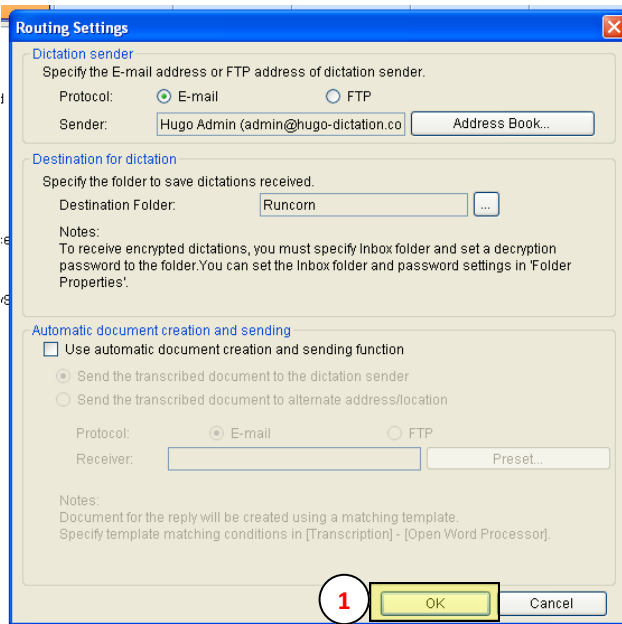 Routing Settings
Dictation sender
Specify the E-mail address or FTP address of dictation sender.
Protocol: E-mail FTP
Sender: Hugo Admin (admin@hugo-dictation.co Address Book...
Destination for dictation
Specify the folder to save dictations received.
Destination Folder: Runcorn ...
Notes:
To receive encrypted dictations, you must specify Inbox folder and set a decryption
password to the folder.You can set the Inbox folder and password settings in 'Folder
Properties'.
Automatic document creation and sending
Use automatic document creation and sending function
Send the transcribed document to the dictation sender
Send the transcribed document to alternate address/location
Protocol: E-mail FTP
Receiver: Preset...
Notes:
Document for the reply will be created using a matching template.
Specify template matching conditions in [Transcription] - [Open Word Processor].
1 OK Cancel